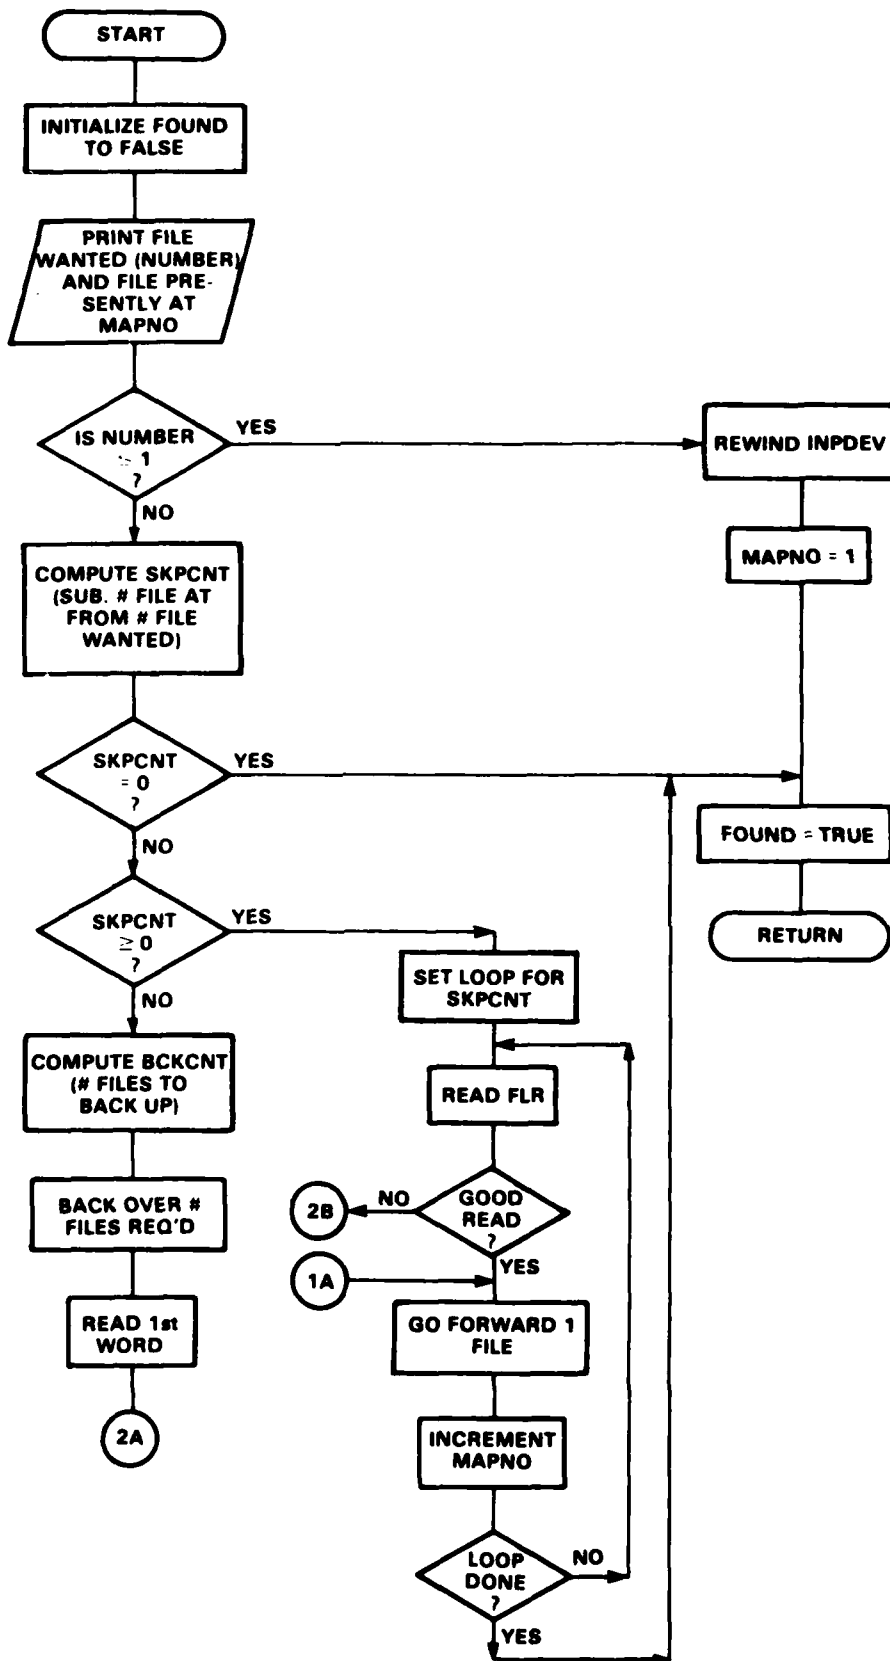 START
INITIALIZE FOUND
TO FALSE
PRINT FILE
WANTED (NUMBER)
AND FILE PRE-
SENTLY AT
MAPNO
IS NUMBER
1
?
YES
NO
REWIND INPDEV
MAPNO = 1
COMPUTE SKPCNT
(SUB. # FILE AT
FROM # FILE
WANTED)
SKPCNT
= 0
?
YES
NO
FOUND = TRUE
RETURN
SKPCNT
≥ 0
?
YES
NO
SET LOOP FOR
SKPCNT
COMPUTE BCKCNT
(# FILES TO
BACK UP)
READ FLR
BACK OVER #
FILES REQ'D
GOOD
READ
?
NO
2B
YES
1A
READ 1st
WORD
2A
GO FORWARD 1
FILE
INCREMENT
MAPNO
LOOP
DONE
?
NO
YES